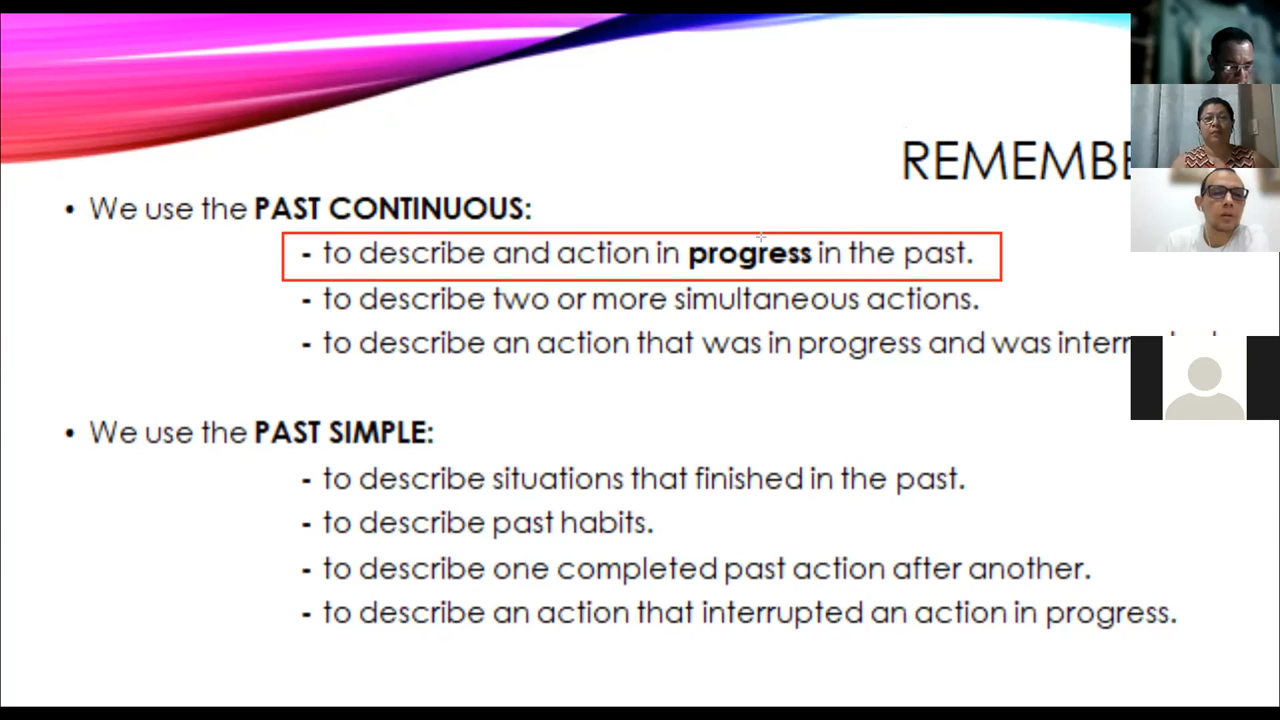 REMEMBE
• We use the PAST CONTINUOUS:
- to describe and action in progress in the past.
- to describe two or more simultaneous actions.
- to describe an action that was in progress and was
• We use the PAST SIMPLE:
- to describe situations that finished in the past.
- to describe past habits.
- to describe one completed past action after another.
- to describe an action that interrupted an action in progress.